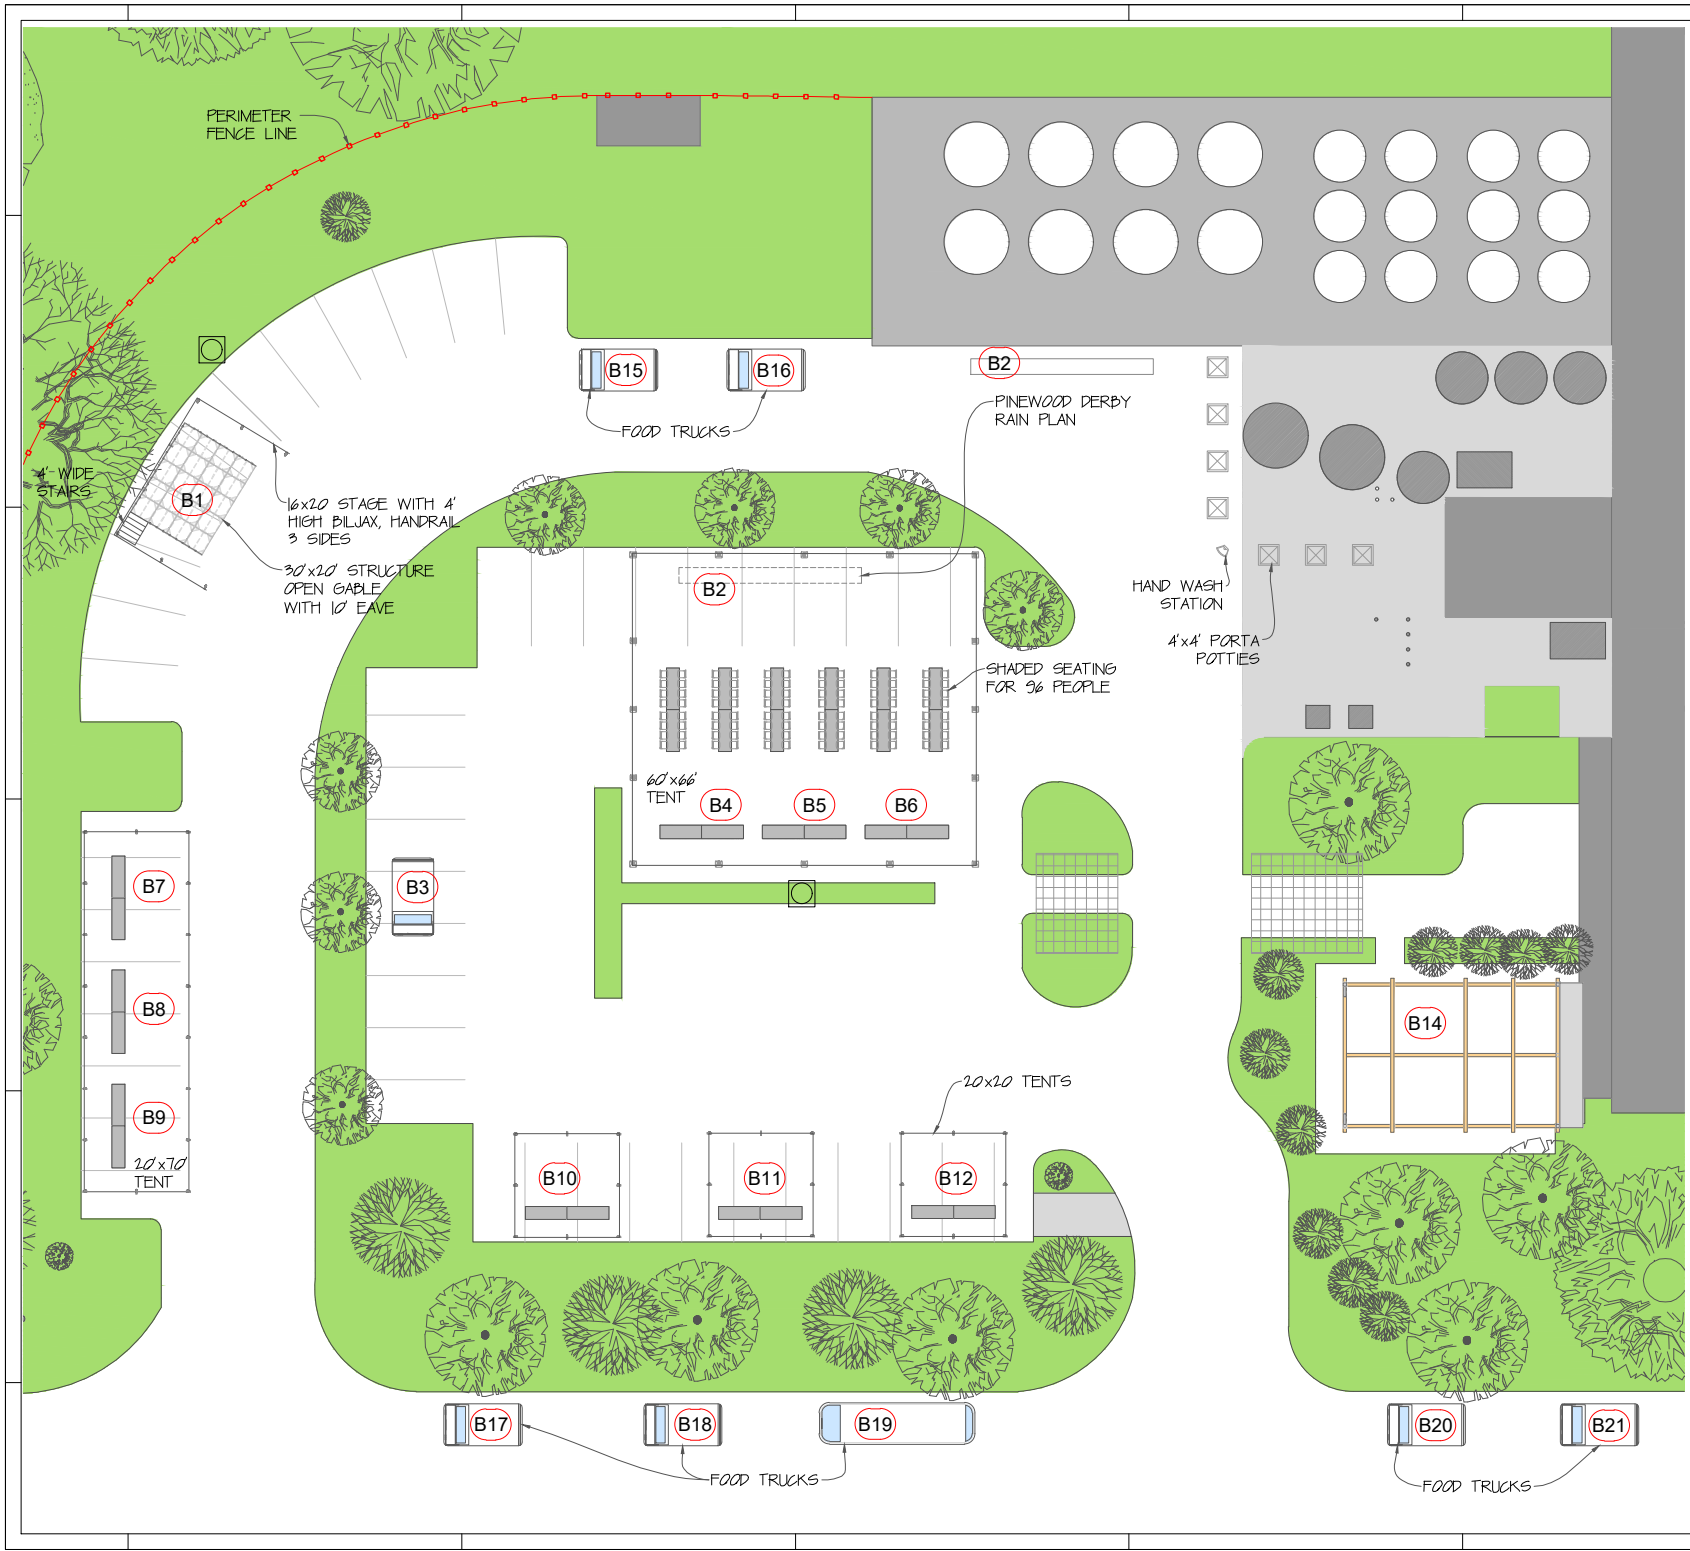 PERIMETER
FENCE LINE
B15
B16
B2
FOOD TRUCKS
PINEWOOD DERBY
RAIN PLAN
4'-WIDE
STAIRS
B1
16x20 STAGE WITH 4'
HIGH BILJAX, HANDRAIL
3 SIDES
30'x20' STRUCTURE
OPEN GABLE
WITH 10' EAVE
B2
HAND WASH
STATION
4'x4' PORTA
POTTIES
SHADED SEATING
FOR 96 PEOPLE
60'x66'
TENT
B4
B5
B6
B7
B3
B8
B14
B9
20'x70'
TENT
20x20 TENTS
B10
B11
B12
B17
B18
B19
B20
B21
FOOD TRUCKS
FOOD TRUCKS